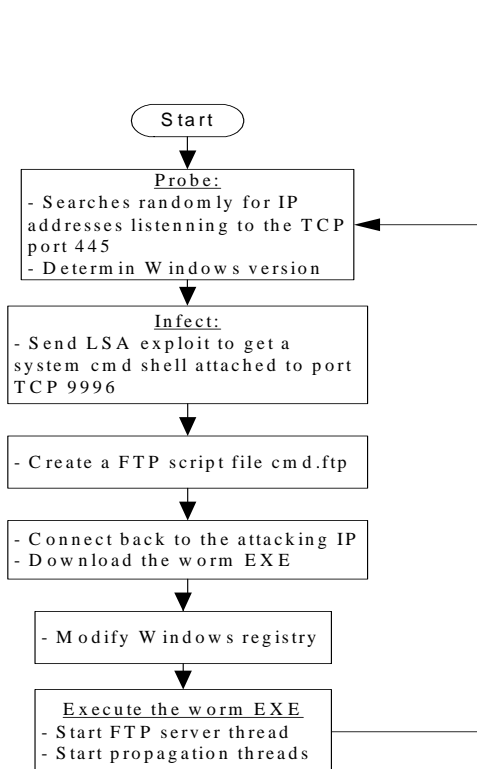 Start
Probe:
- Searches randomly for IP
addresses listenning to the TCP
port 445
- Determin Windows version
Infect:
- Send LSA exploit to get a
system cmd shell attached to port
TCP 9996
- Create a FTP script file cmd.ftp
- Connect back to the attacking IP
- Download the worm EXE
- Modify Windows registry
Execute the worm EXE
- Start FTP server thread
- Start propagation threads